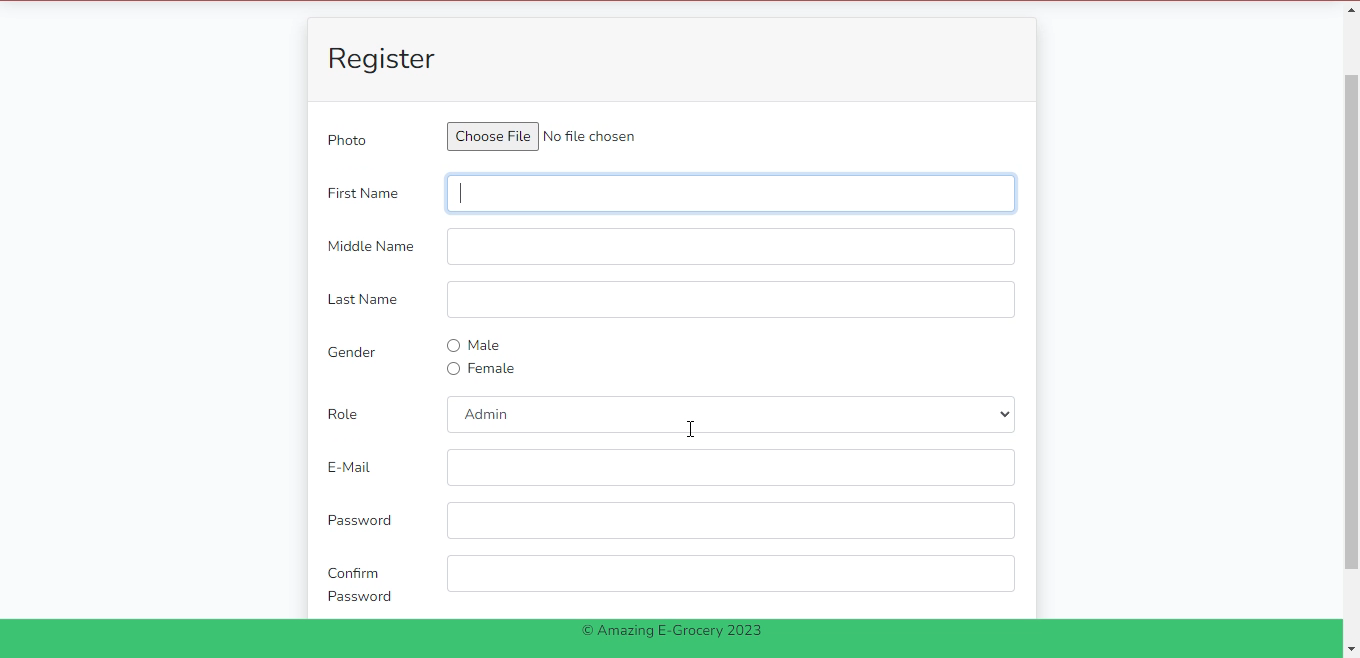 Register
Photo
Choose File No file chosen
First Name
Middle Name
Last Name
Gender
Male
Female
Role
Admin
E-Mail
Password
Confirm
Password
© Amazing E-Grocery 2023